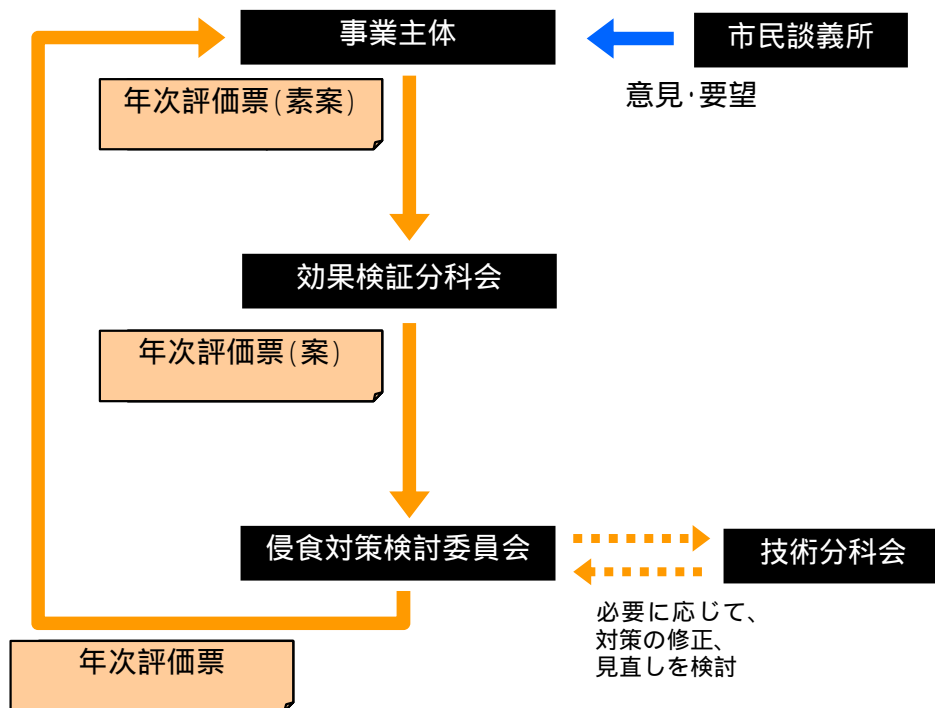 事業主体
市民談義所
年次評価票(素案)
意見・要望
効果検証分科会
年次評価票(案)
侵食対策検討委員会
技術分科会
必要に応じて、
対策の修正、
見直しを検討
年次評価票